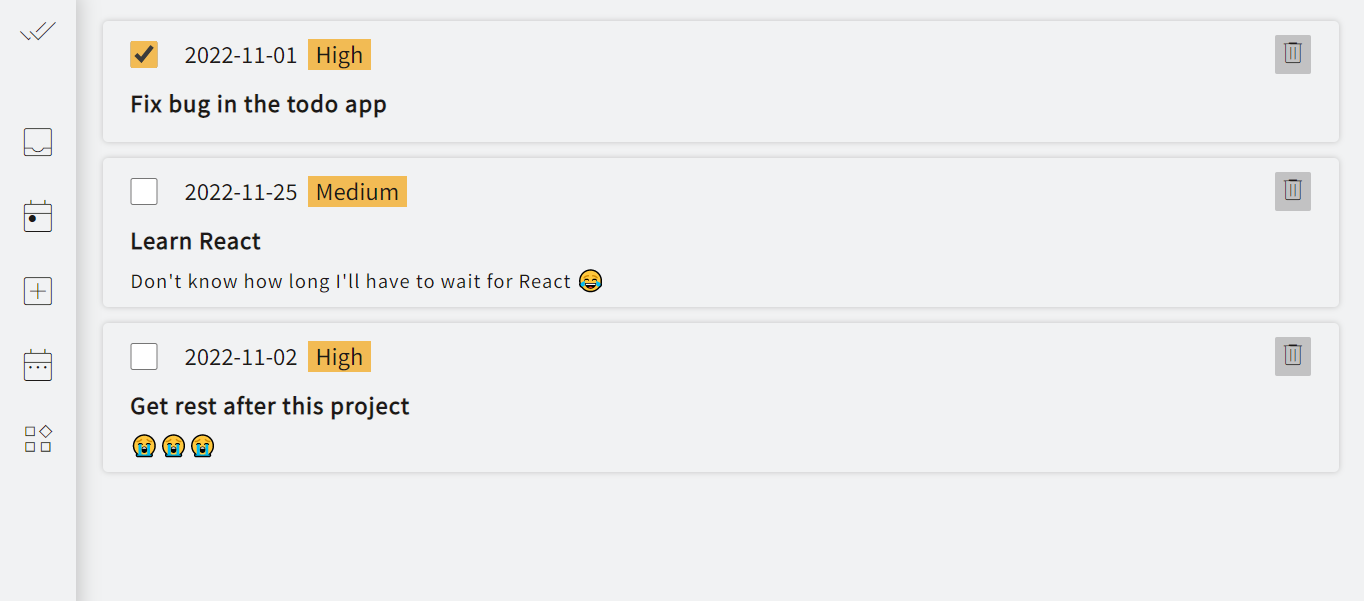 2022-11-01 High
Fix bug in the todo app
2022-11-25 Medium
Learn React
Don't know how long I'll have to wait for React 😂
2022-11-02 High
Get rest after this project
😭😭😭